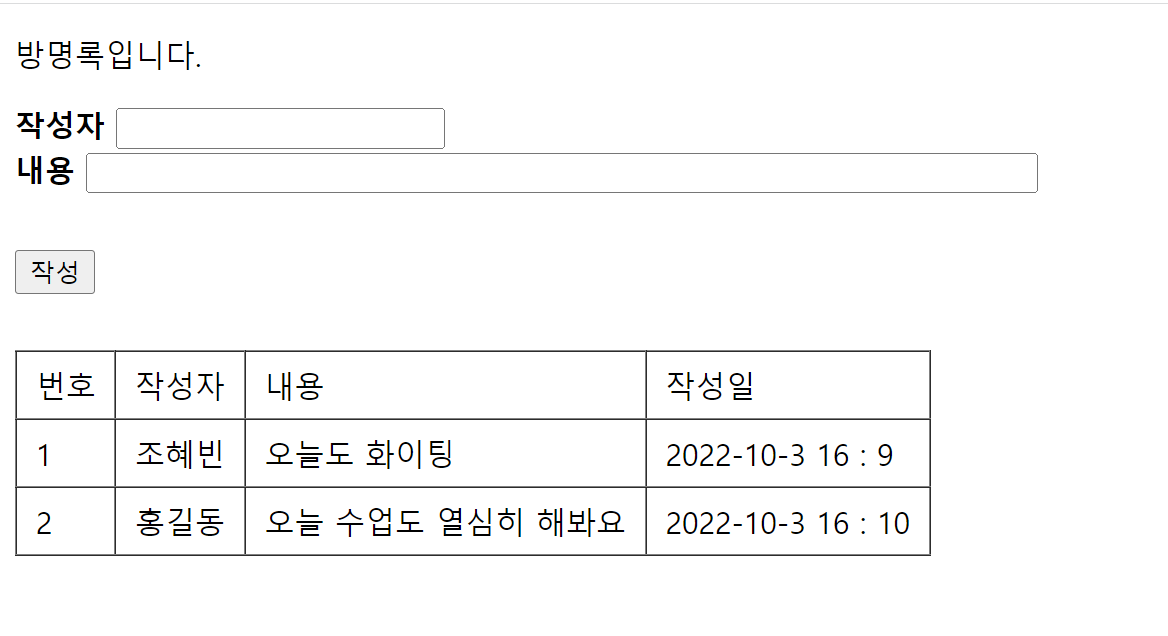 방명록입니다.
작성자
내용
작성
번호 작성자 내용 작성일
1 조혜빈 오늘도 화이팅 2022-10-3 16 : 9
2 홍길동 오늘 수업도 열심히 해봐요 2022-10-3 16 : 10